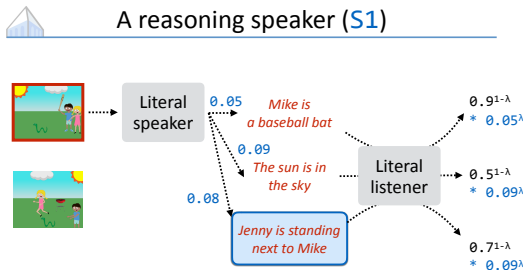 A reasoning speaker (S1)
Literal
speaker
0.05
0.09
0.08
Mike is
a baseball bat
The sun is in
the sky
Jenny is standing
next to Mike
Literal
listener
0.9^1-λ
* 0.05^λ
0.5^1-λ
* 0.09^λ
0.7^1-λ
* 0.09^λ